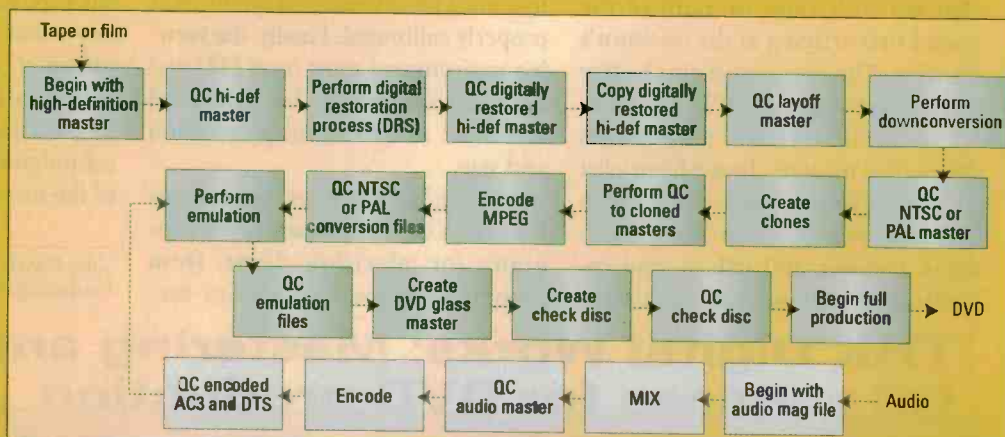 Tape or film
Begin with
high-definition
master
QC hi-def
master
Perform digital
restoration
process (DRS)
QC digitally
restored
hi-def master
Copy digitally
restored
hi-def master
QC layoff
master
Perform
downconversion
QC
NTSC or
PAL master
Create
clones
Perform QC
to cloned
masters
Encode
MPEG
QC NTSC
or PAL
conversion files
Perform
emulation
QC
emulation
files
Create
DVD glass
master
Create
check disc
QC
check disc
Begin full
production
DVD
Audio
Begin with
audio mag file
MIX
QC
audio master
Encode
QC encoded
AC3 and DTS